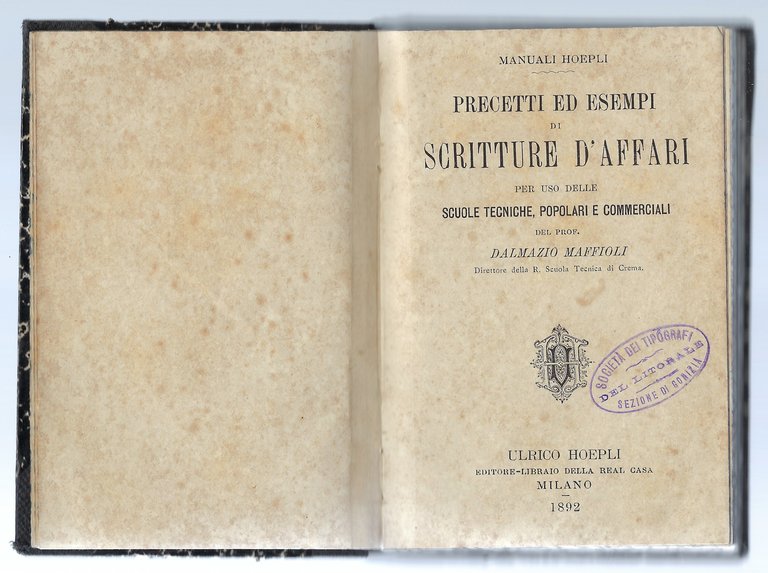 MANUALI HOEPLI
PRECETTI ED ESEMPI
DI
SCRITTURE D'AFFARI
PER USO DELLE
SCUOLE TECNICHE, POPOLARI E COMMERCIALI
DEL PROF.
DALMAZIO MAFFIOLI
Direttore della R. Scuola Tecnica di Crema.
SOCIETÀ DEI TIPOGRAFI
DEL LITORALE
SEZIONE DI GORIZIA
ULRICO HOEPLI
EDITORE-LIBRAIO DELLA REAL CASA
MILANO
1892